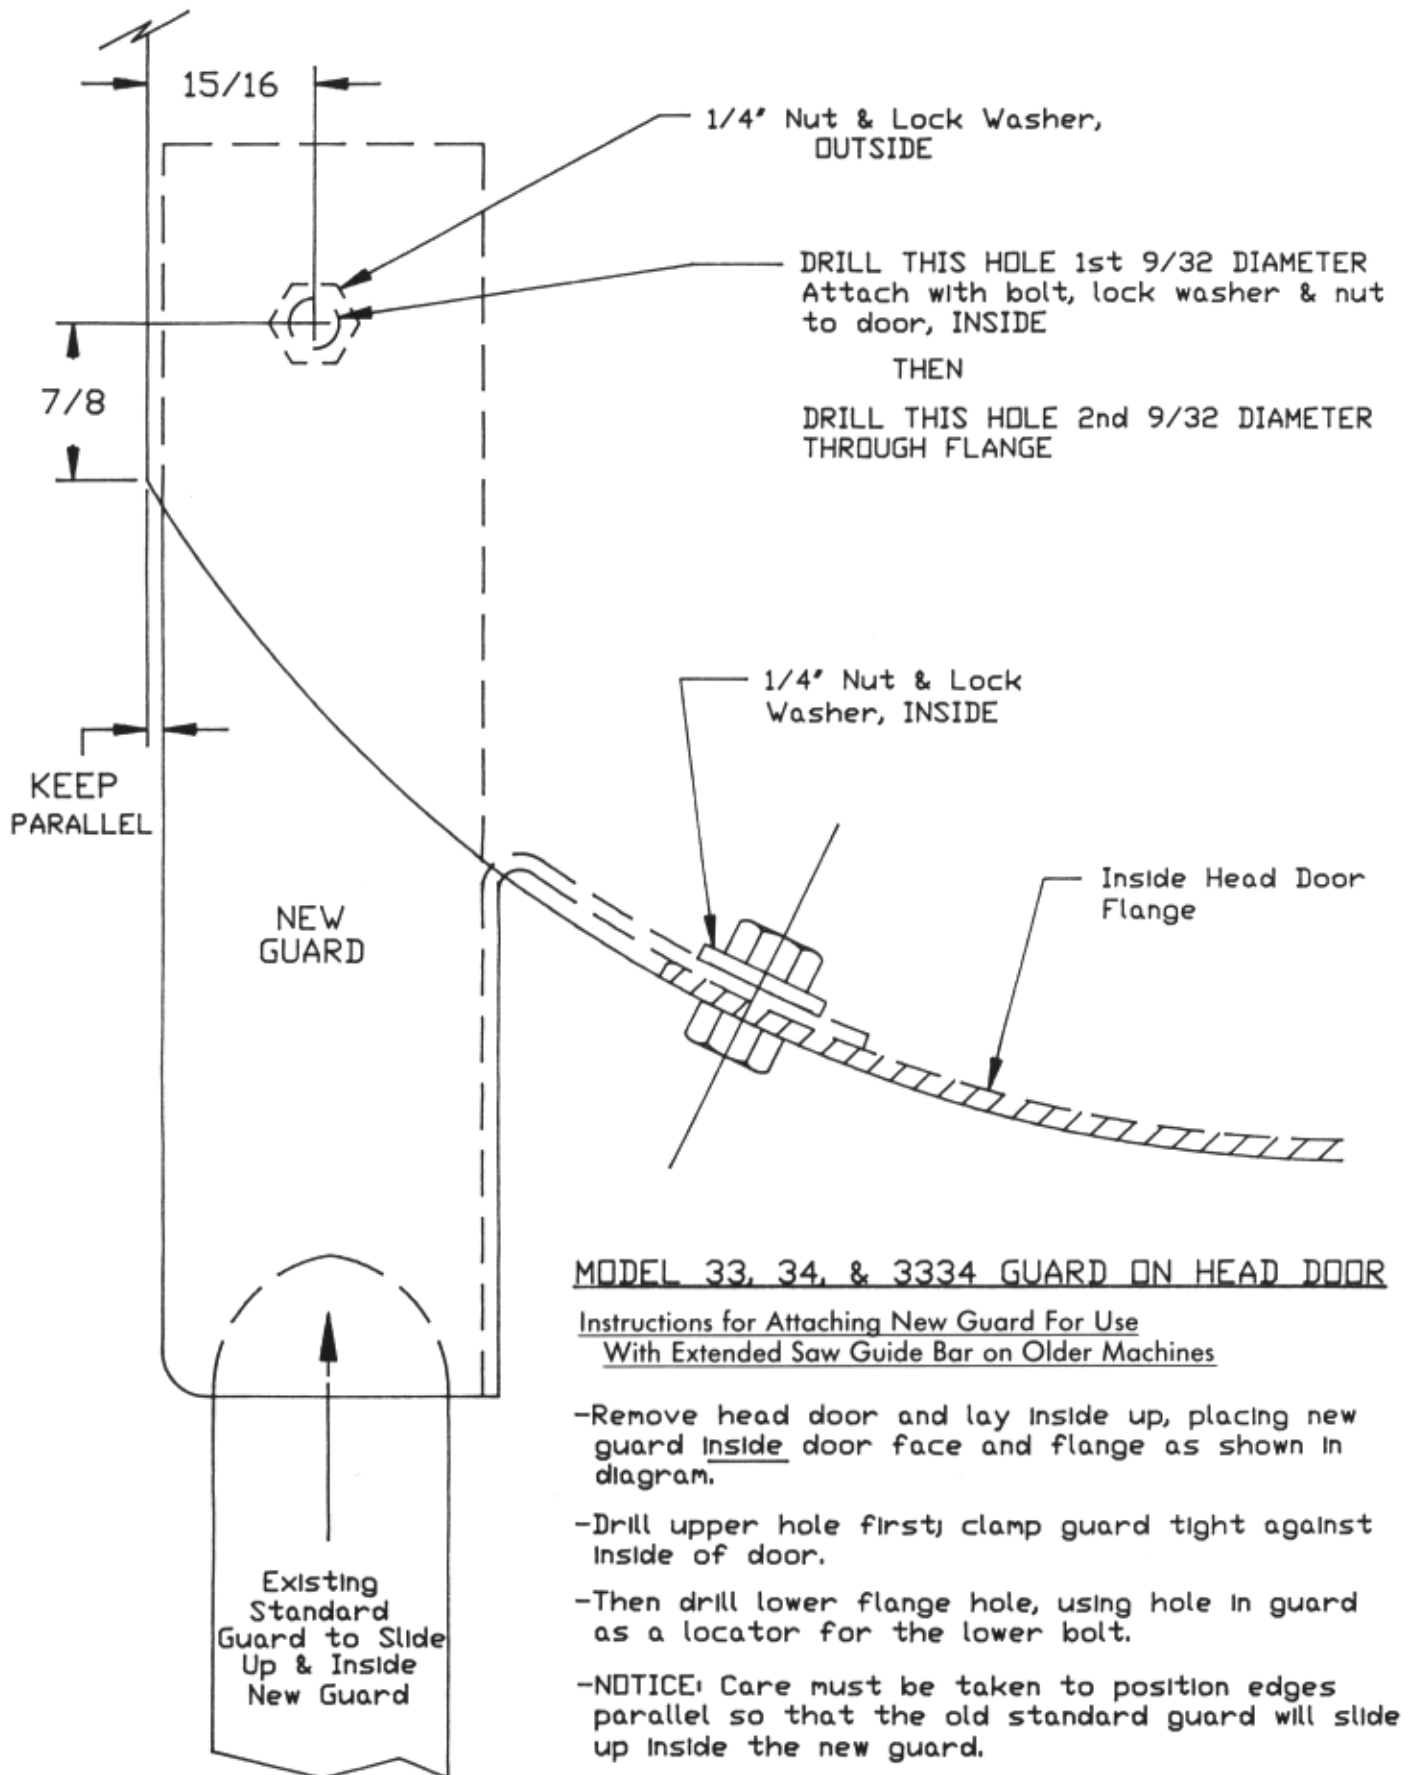 15/16
1/4" Nut & Lock Washer,
OUTSIDE
DRILL THIS HOLE 1st 9/32 DIAMETER
Attach with bolt, lock washer & nut
to door, INSIDE
THEN
DRILL THIS HOLE 2nd 9/32 DIAMETER
THROUGH FLANGE
7/8
1/4" Nut & Lock
Washer, INSIDE
KEEP
PARALLEL
Inside Head Door
Flange
NEW
GUARD
MODEL 33, 34, & 3334 GUARD ON HEAD DOOR
Instructions for Attaching New Guard For Use
With Extended Saw Guide Bar on Older Machines
-Remove head door and lay inside up, placing new
guard inside door face and flange as shown in
diagram.
-Drill upper hole first; clamp guard tight against
inside of door.
-Then drill lower flange hole, using hole in guard
as a locator for the lower bolt.
-NOTICE: Care must be taken to position edges
parallel so that the old standard guard will slide
up inside the new guard.
Existing
Standard
Guard to Slide
Up & Inside
New Guard